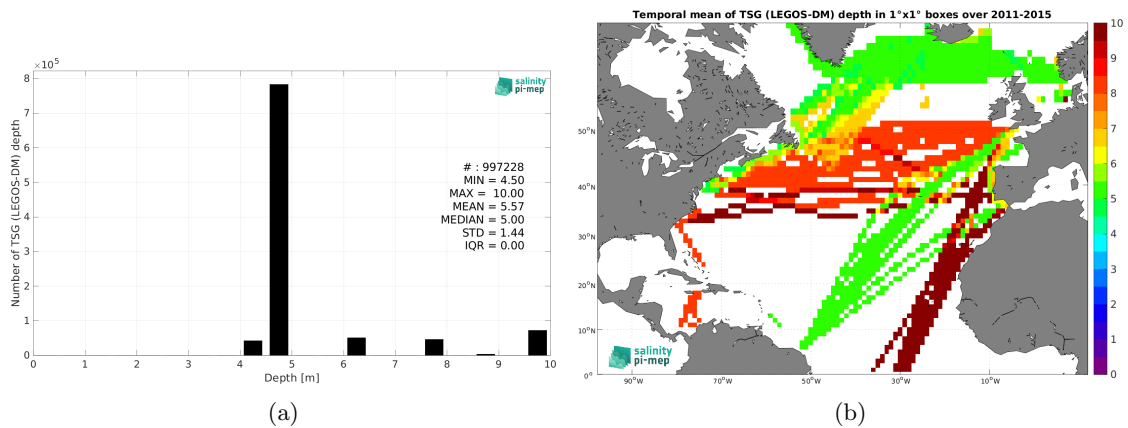 ×10⁵
8
7
6
5
4
3
2
1
0
Number of TSG (LEGOS-DM) depth
salinity
pi-mep
# : 997228
MIN = 4.50
MAX = 10.00
MEAN = 5.57
MEDIAN = 5.00
STD = 1.44
IQR = 0.00
0 1 2 3 4 5 6 7 8 9 10
Depth [m]
(a)
Temporal mean of TSG (LEGOS-DM) depth in 1°x1° boxes over 2011-2015
50°N
40°N
30°N
20°N
10°N
0°
90°W 70°W 50°W 30°W 10°W
salinity
pi-mep
10
9
8
7
6
5
4
3
2
1
0
(b)